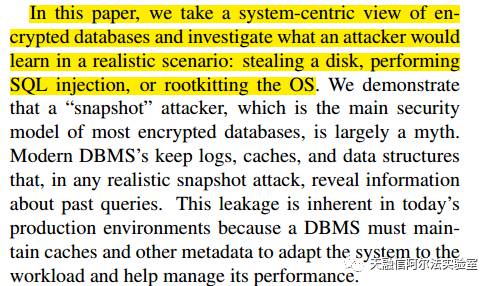 In this paper, we take a system-centric view of en-
crypted databases and investigate what an attacker would
learn in a realistic scenario: stealing a disk, performing
SQL injection, or rootkitting the OS. We demonstrate
that a “snapshot” attacker, which is the main security
model of most encrypted databases, is largely a myth.
Modern DBMS's keep logs, caches, and data structures
that, in any realistic snapshot attack, reveal information
about past queries. This leakage is inherent in today's
production environments because a DBMS must main-
tain caches and other metadata to adapt the system to the
workload and help manage its performance.
天融信阿尔法实验室